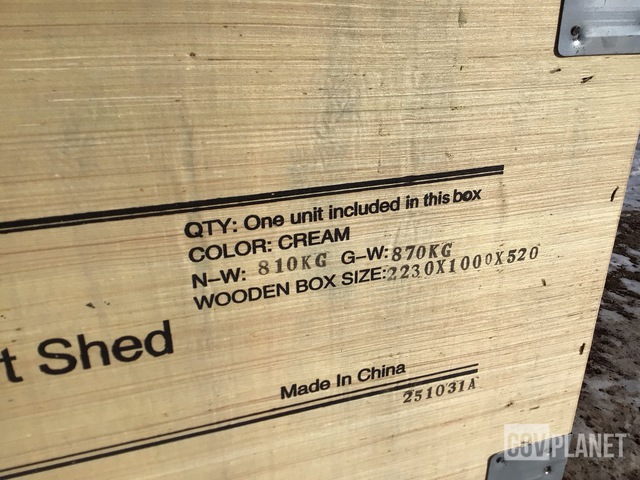 QTY: One unit included in this box
COLOR: CREAM
N-W: 810KG G-W: 870KG
WOODEN BOX SIZE: 2230X1000X520
t Shed
Made In China
251031A
GOVPLANET